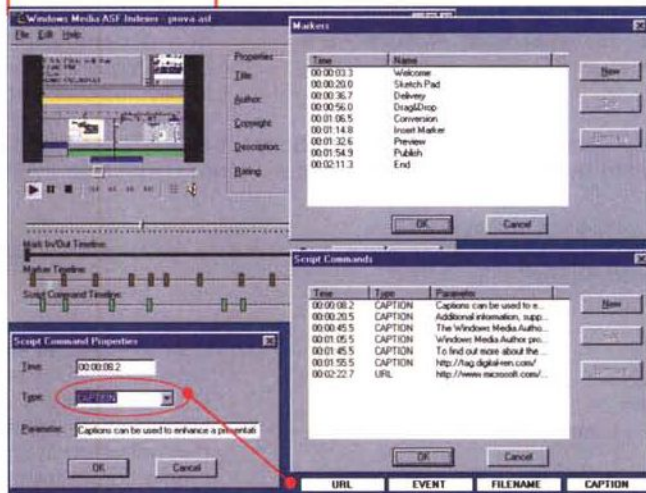 Windows Media ASF Indexer - prova.asf
File Edit Help
Properties
Title:
Author:
Copyright:
Description:
Rating:
Mark In/Out Timeline:
Marker Timeline:
Script Command Timeline:
Markers
Time Name
00:00:03.3 Welcome
00:00:20.0 Sketch Pad
00:00:36.7 Delivery
00:00:56.0 Drag&Drop
00:01:06.5 Conversion
00:01:14.8 Insert Marker
00:01:32.6 Preview
00:01:54.9 Publish
00:02:11.3 End
New
Edit
Remove
OK Cancel
Script Commands
Time Type Parameter
00:00:08.2 CAPTION Captions can be used to e...
00:00:20.5 CAPTION Additional information, supp...
00:00:45.5 CAPTION The Windows Media Autho...
00:01:05.5 CAPTION Windows Media Author pro...
00:01:45.5 CAPTION To find out more about the ...
00:01:55.5 CAPTION http://tag.digital-ren.com/
00:02:22.7 URL http://www.microsoft.com/...
New
Edit
Remove
OK Cancel
Script Command Properties
Time: 00:00:08.2
Type: CAPTION
Parameter: Captions can be used to enhance a presentati
OK Cancel
URL EVENT FILENAME CAPTION